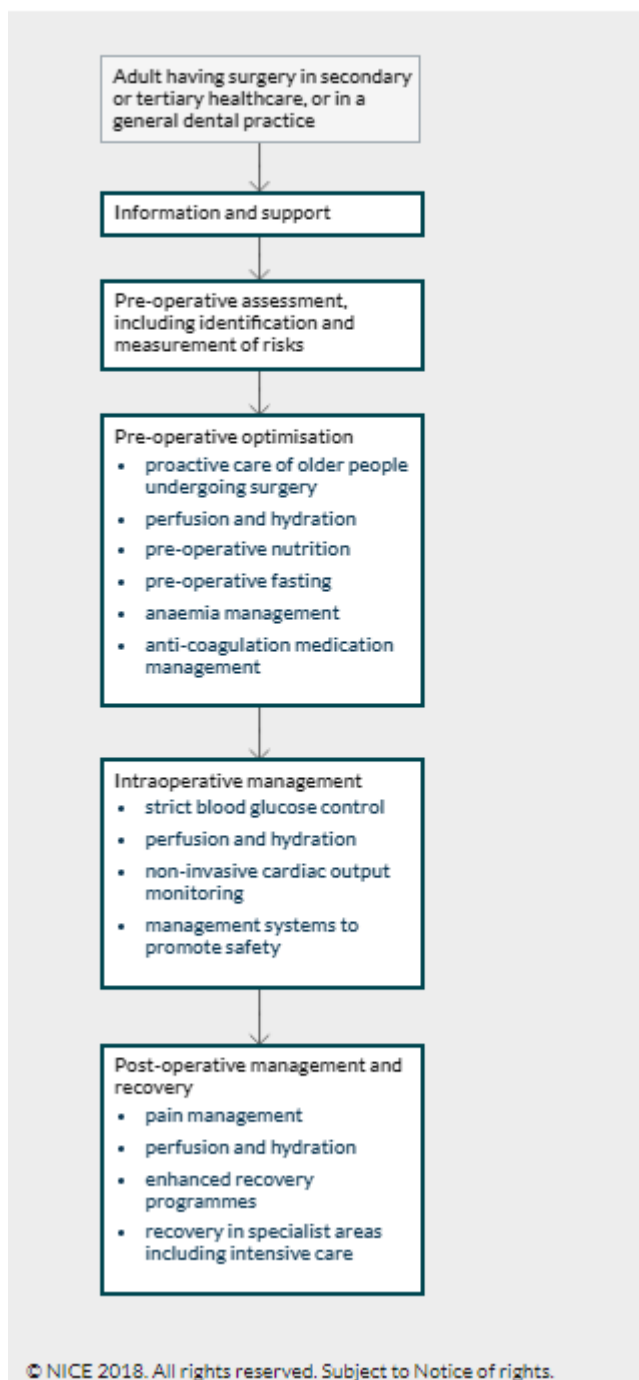 Adult having surgery in secondary
or tertiary healthcare, or in a
general dental practice
Information and support
Pre-operative assessment,
including identification and
measurement of risks
Pre-operative optimisation
• proactive care of older people
undergoing surgery
• perfusion and hydration
• pre-operative nutrition
• pre-operative fasting
• anaemia management
• anti-coagulation medication
management
Intraoperative management
• strict blood glucose control
• perfusion and hydration
• non-invasive cardiac output
monitoring
• management systems to
promote safety
Post-operative management and
recovery
• pain management
• perfusion and hydration
• enhanced recovery
programmes
• recovery in specialist areas
including intensive care
© NICE 2018. All rights reserved. Subject to Notice of rights.